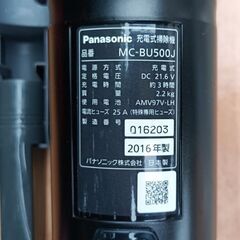 Panasonic 充電式掃除機
品番 MC-BU500J
電源方式 充電式
定格電圧 DC 21.6 V
充電時間 約3時間
質量 2.2 kg
使用電池 AMV97V-LH
電流ヒューズ 25 A (特殊専用ヒューズ)
016203
2016年製
パナソニック株式会社 日本製